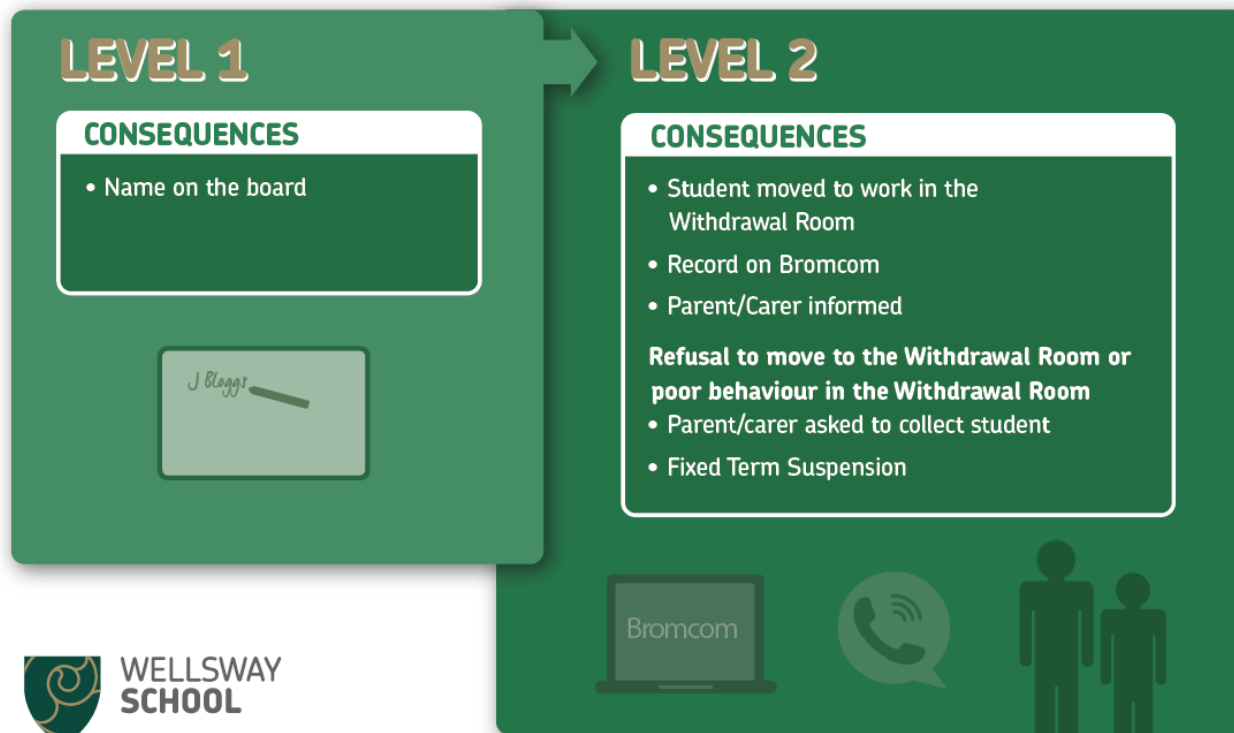 LEVEL 1
CONSEQUENCES
• Name on the board
J Bloggs
LEVEL 2
CONSEQUENCES
• Student moved to work in the
Withdrawal Room
• Record on Bromcom
• Parent/Carer informed
Refusal to move to the Withdrawal Room or
poor behaviour in the Withdrawal Room
• Parent/carer asked to collect student
• Fixed Term Suspension
Bromcom
WELLSWAY
SCHOOL